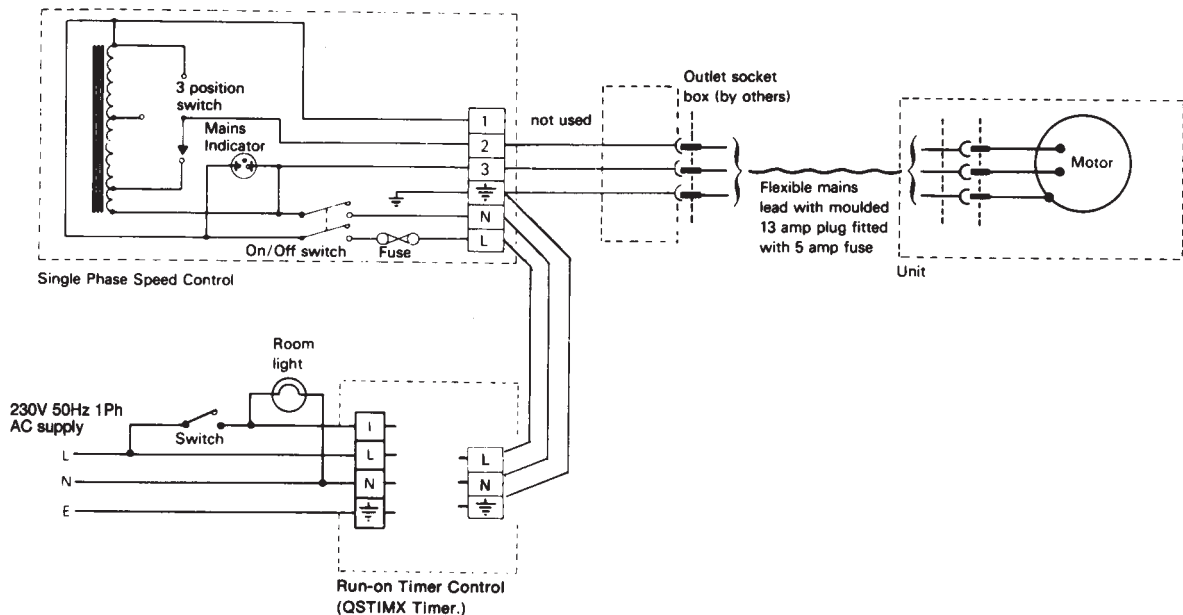 3 position
switch
Mains
Indicator
On/Off switch
Fuse
1
2
3
N
L
not used
Single Phase Speed Control
Outlet socket
box (by others)
Flexible mains
lead with moulded
13 amp plug fitted
with 5 amp fuse
Motor
Unit
Room
light
230V 50Hz 1Ph
AC supply
Switch
L
N
E
I
L
N
L
N
Run-on Timer Control
(QSTIMX Timer.)